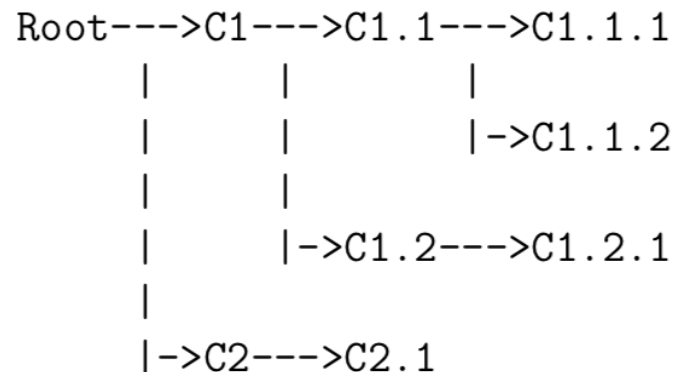 Root--->C1--->C1.1--->C1.1.1
      |     |       |
      |     |       |->C1.1.2
      |     |
      |     |->C1.2--->C1.2.1
      |
      |->C2--->C2.1